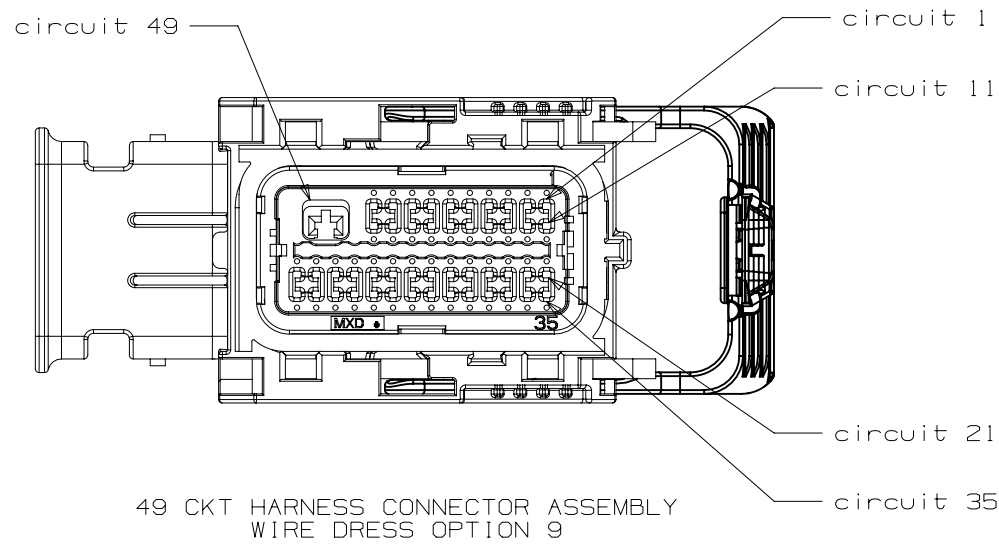 circuit 49
circuit 1
circuit 11
MXD
35
circuit 21
circuit 35
49 CKT HARNESS CONNECTOR ASSEMBLY
WIRE DRESS OPTION 9